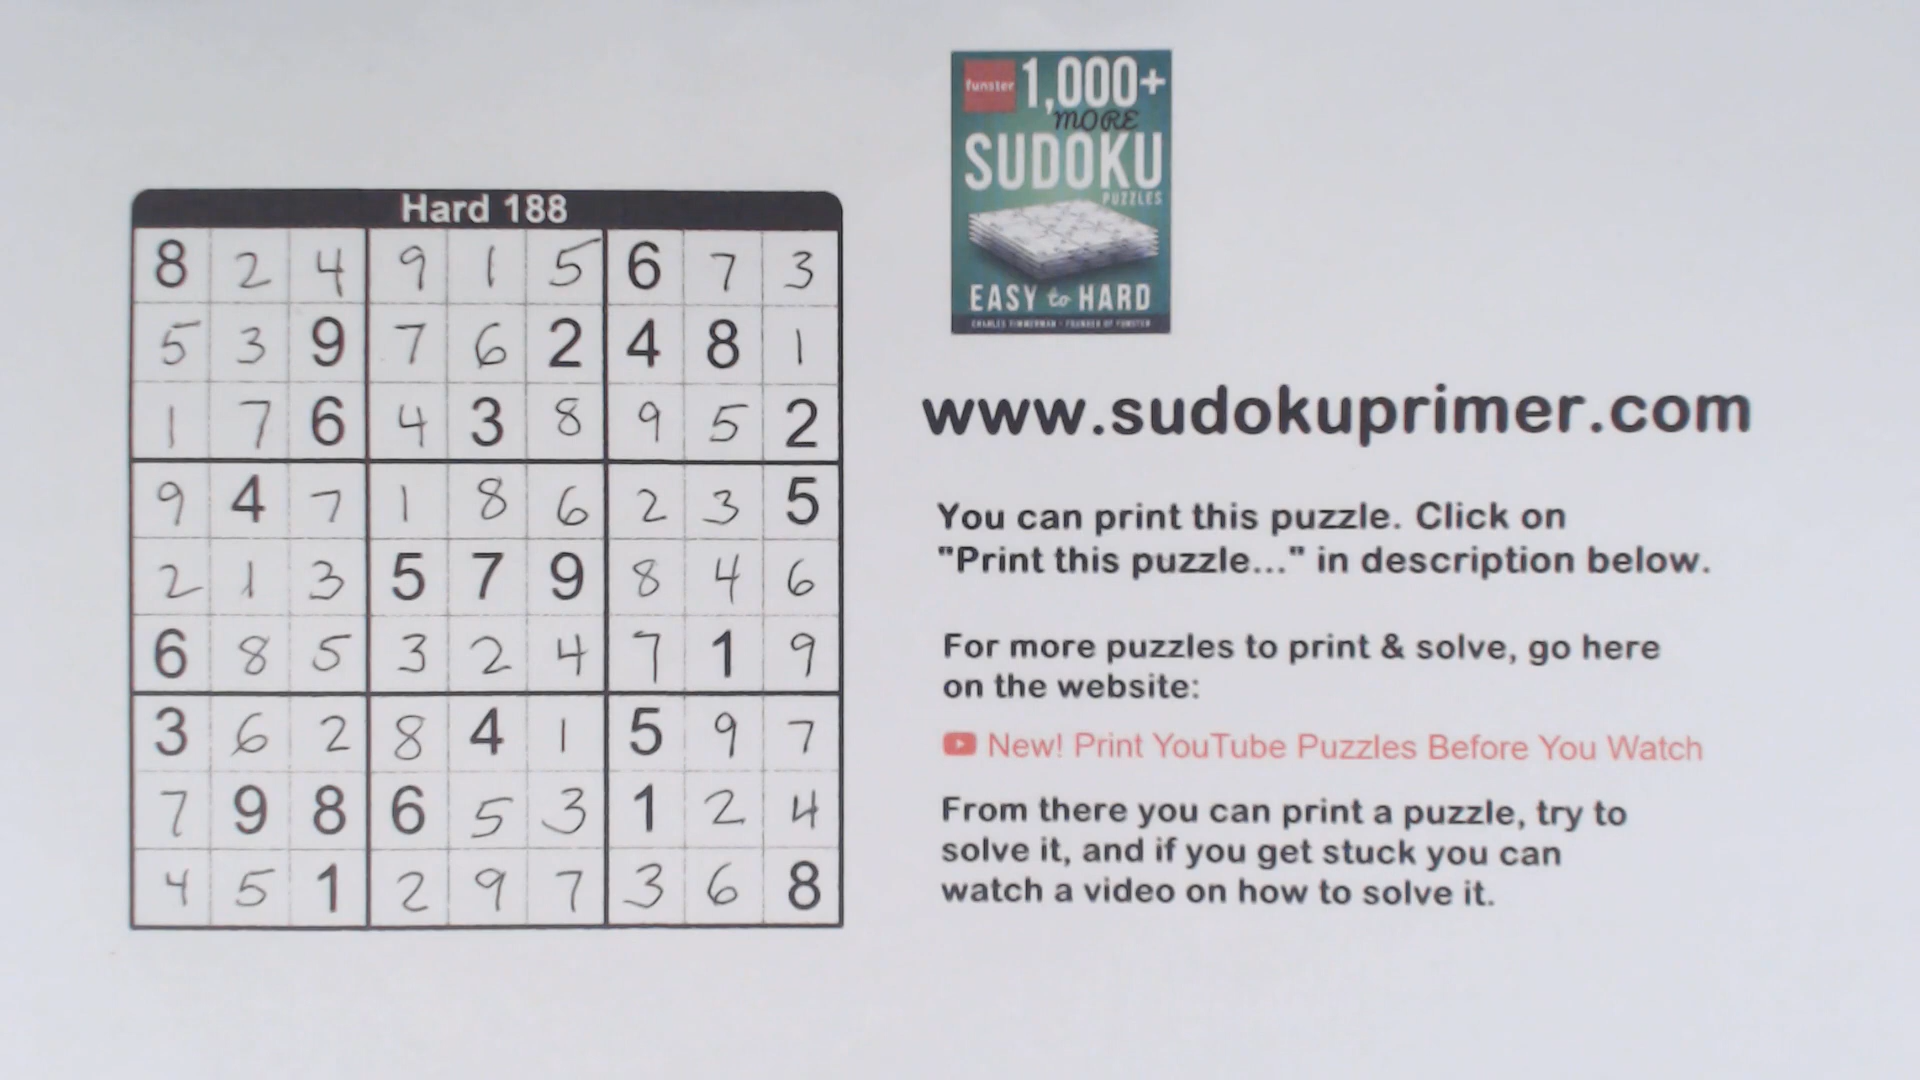 funster
1,000+
MORE
SUDOKU
PUZZLES
EASY to HARD
CHARLES TIMMERMAN • FOUNDER OF FUNSTER
Hard 188
8 2 4 9 1 5 6 7 3
5 3 9 7 6 2 4 8 1
1 7 6 4 3 8 9 5 2
9 4 7 1 8 6 2 3 5
2 1 3 5 7 9 8 4 6
6 8 5 3 2 4 7 1 9
3 6 2 8 4 1 5 9 7
7 9 8 6 5 3 1 2 4
4 5 1 2 9 7 3 6 8
www.sudokuprimer.com
You can print this puzzle. Click on
"Print this puzzle..." in description below.
For more puzzles to print & solve, go here
on the website:
New! Print YouTube Puzzles Before You Watch
From there you can print a puzzle, try to
solve it, and if you get stuck you can
watch a video on how to solve it.